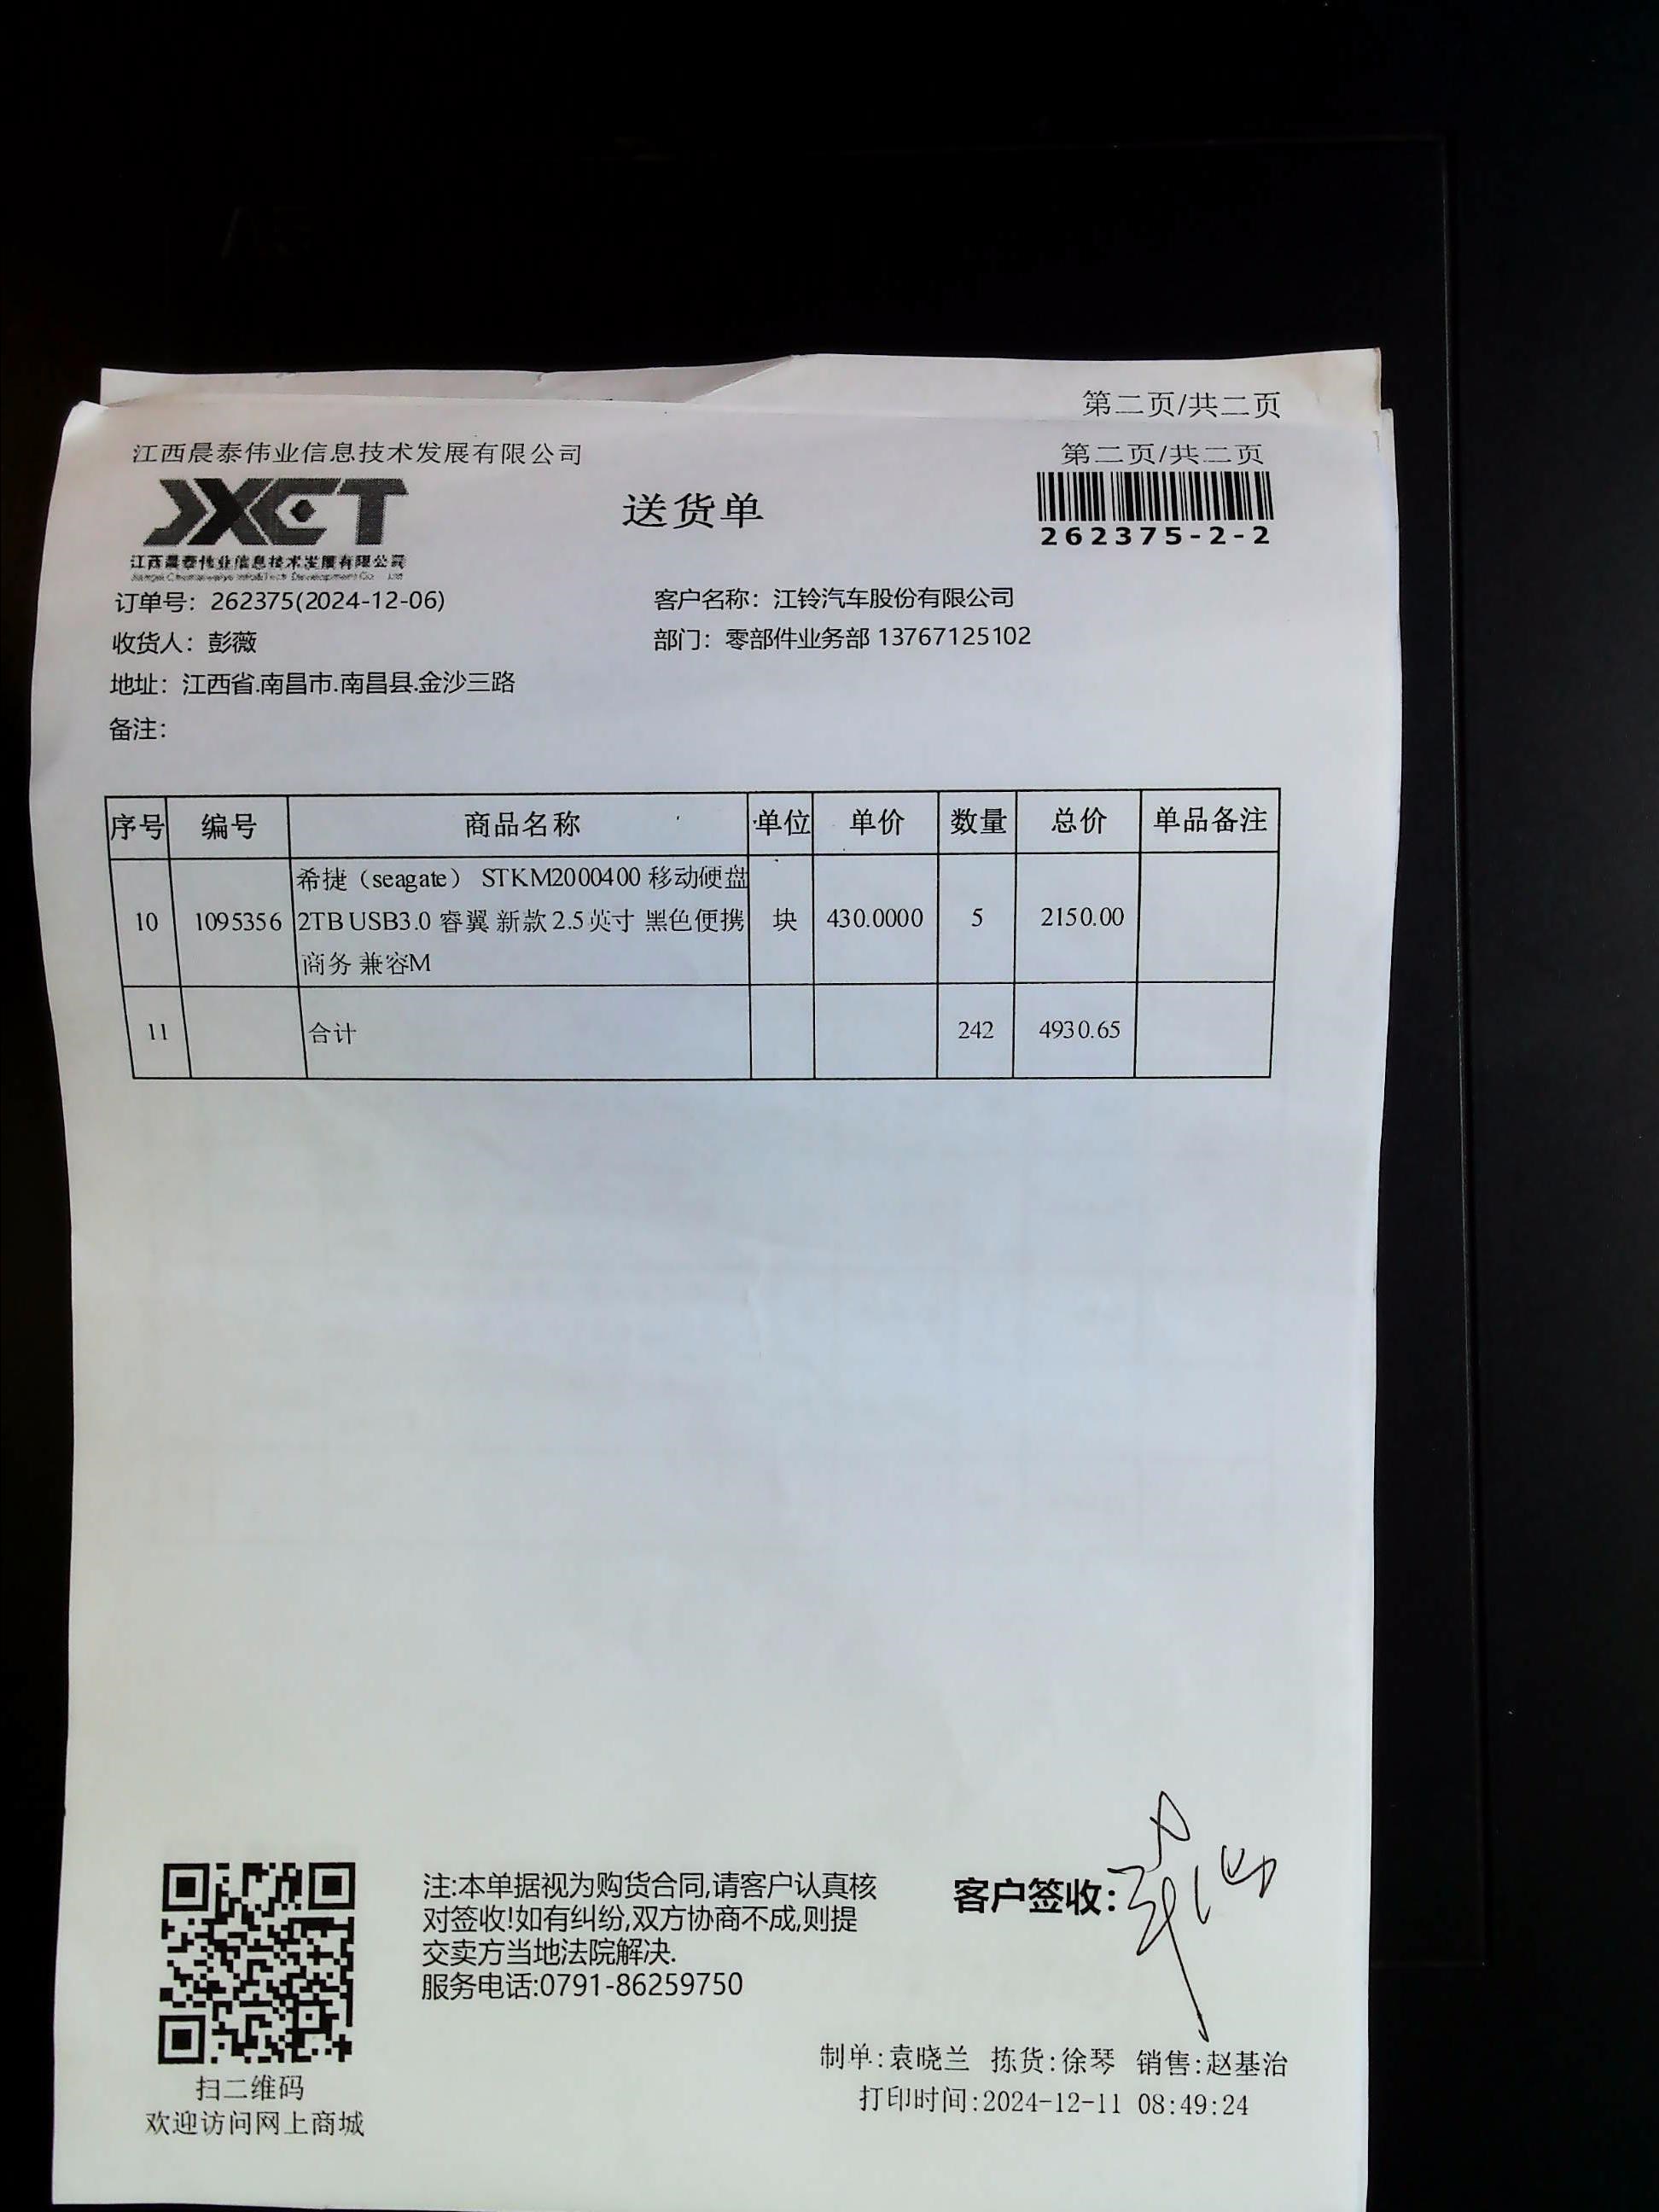 第二页/共二页
江西晨泰伟业信息技术发展有限公司
第二页/共二页
JXCT
送货单
262375-2-2
江西晨泰伟业信息技术发展有限公司
订单号：262375(2024-12-06)
客户名称：江铃汽车股份有限公司
收货人：彭薇
部门：零部件业务部 13767125102
地址：江西省.南昌市.南昌县.金沙三路
备注：
序号 编号 商品名称 单位 单价 数量 总价 单品备注
希捷（seagate） STKM2000400 移动硬盘
10 1095356 2TB USB3.0 睿翼 新款 2.5英寸 黑色便携 块 430.0000 5 2150.00
商务 兼容M
11 合计 242 4930.65
注:本单据视为购货合同,请客户认真核
对签收!如有纠纷,双方协商不成,则提
交卖方当地法院解决.
服务电话:0791-86259750
客户签收：
制单:袁晓兰 拣货:徐琴 销售:赵基治
打印时间:2024-12-11 08:49:24
扫二维码
欢迎访问网上商城